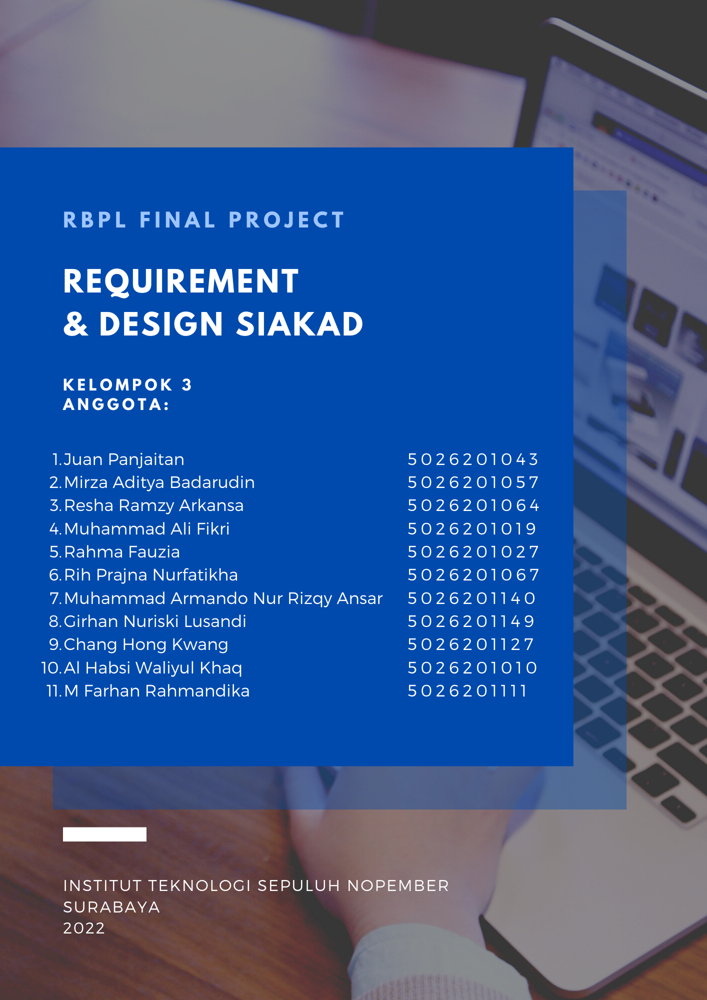 RBPL FINAL PROJECT
REQUIREMENT
& DESIGN SIAKAD
KELOMPOK 3
ANGGOTA:
1. Juan Panjaitan 5026201043
2. Mirza Aditya Badarudin 5026201057
3. Resha Ramzy Arkansa 5026201064
4. Muhammad Ali Fikri 5026201019
5. Rahma Fauzia 5026201027
6. Rih Prajna Nurfatikha 5026201067
7. Muhammad Armando Nur Rizqy Ansar 5026201140
8. Girhan Nuriski Lusandi 5026201149
9. Chang Hong Kwang 5026201127
10. Al Habsi Waliyul Khaq 5026201010
11. M Farhan Rahmandika 5026201111
INSTITUT TEKNOLOGI SEPULUH NOPEMBER
SURABAYA
2022